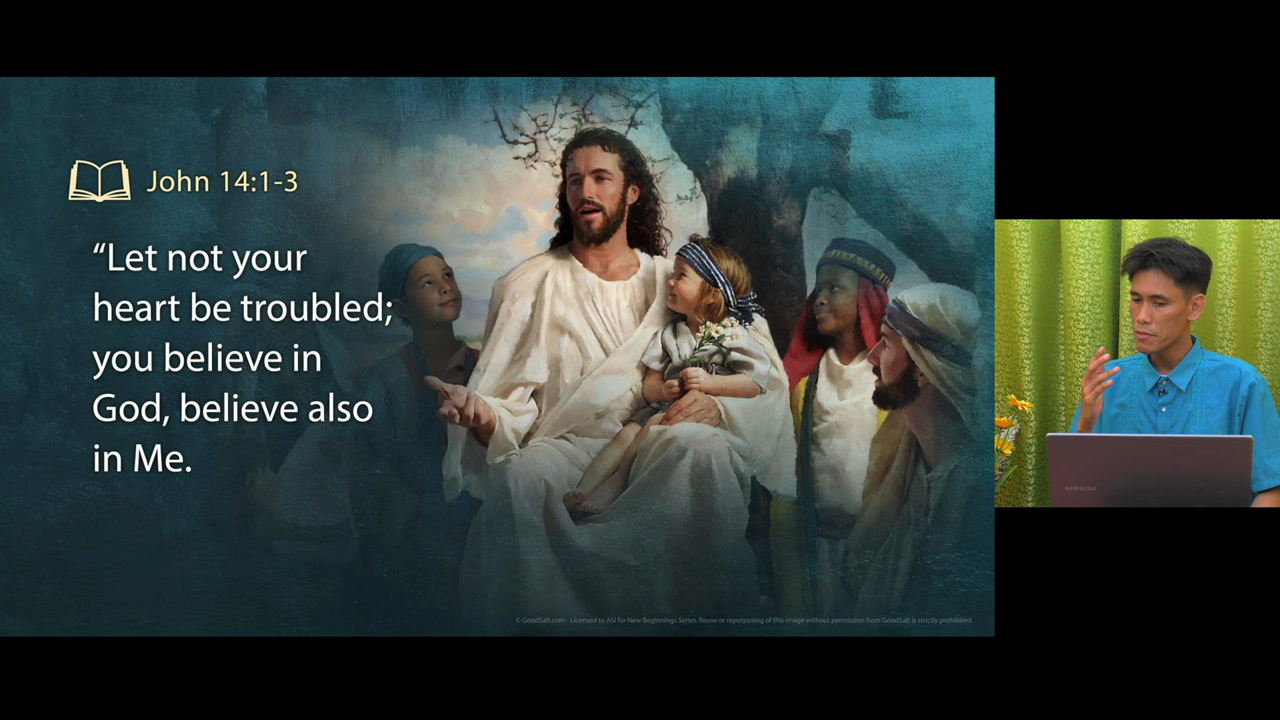 John 14:1-3
“Let not your
heart be troubled;
you believe in
God, believe also
in Me.
© GoodSalt.com - Licensed to ASI for New Beginnings Series. Reuse or repurposing of this image without permission from GoodSalt is strictly prohibited.
SAMSUNG